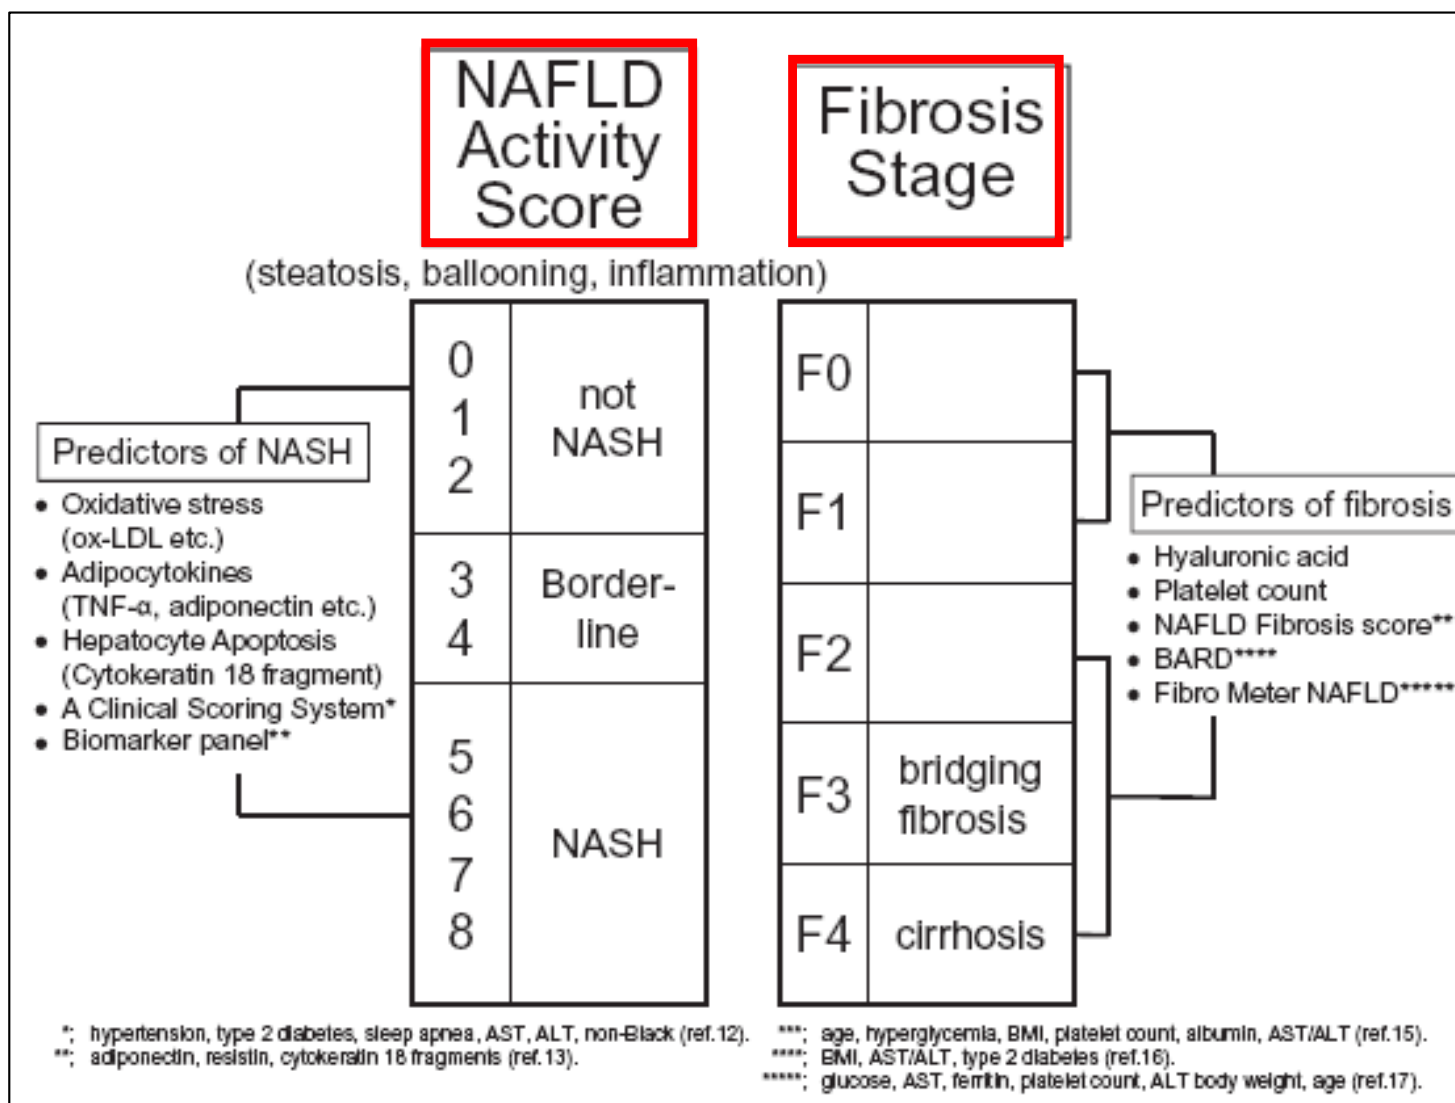 NAFLD
Activity
Score
(steatosis, ballooning, inflammation)
Fibrosis
Stage
Predictors of NASH
● Oxidative stress
(ox-LDL etc.)
● Adipocytokines
(TNF-α, adiponectin etc.)
● Hepatocyte Apoptosis
(Cytokeratin 18 fragment)
● A Clinical Scoring System*
● Biomarker panel**
0
1
2
not
NASH
3
4
Border-
line
5
6
7
8
NASH
F0
F1
F2
F3
bridging
fibrosis
F4
cirrhosis
Predictors of fibrosis
● Hyaluronic acid
● Platelet count
● NAFLD Fibrosis score**
● BARD****
● Fibro Meter NAFLD*****
*; hypertension, type 2 diabetes, sleep apnea, AST, ALT, non-Black (ref.12).
**; adiponectin, resistin, cytokeratin 18 fragments (ref.13).
***; age, hyperglycemia, BMI, platelet count, albumin, AST/ALT (ref.15).
****; BMI, AST/ALT, type 2 diabetes (ref.16).
*****; glucose, AST, ferritin, platelet count, ALT body weight, age (ref.17).